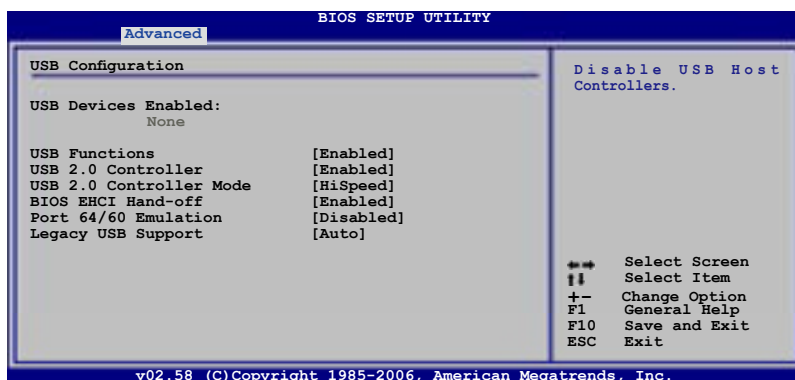 BIOS SETUP UTILITY
Advanced
USB Configuration
USB Devices Enabled:
None
USB Functions [Enabled]
USB 2.0 Controller [Enabled]
USB 2.0 Controller Mode [HiSpeed]
BIOS EHCI Hand-off [Enabled]
Port 64/60 Emulation [Disabled]
Legacy USB Support [Auto]
Disable USB Host
Controllers.
←→ Select Screen
↑↓ Select Item
+- Change Option
F1 General Help
F10 Save and Exit
ESC Exit
v02.58 (C)Copyright 1985-2006, American Megatrends, Inc.